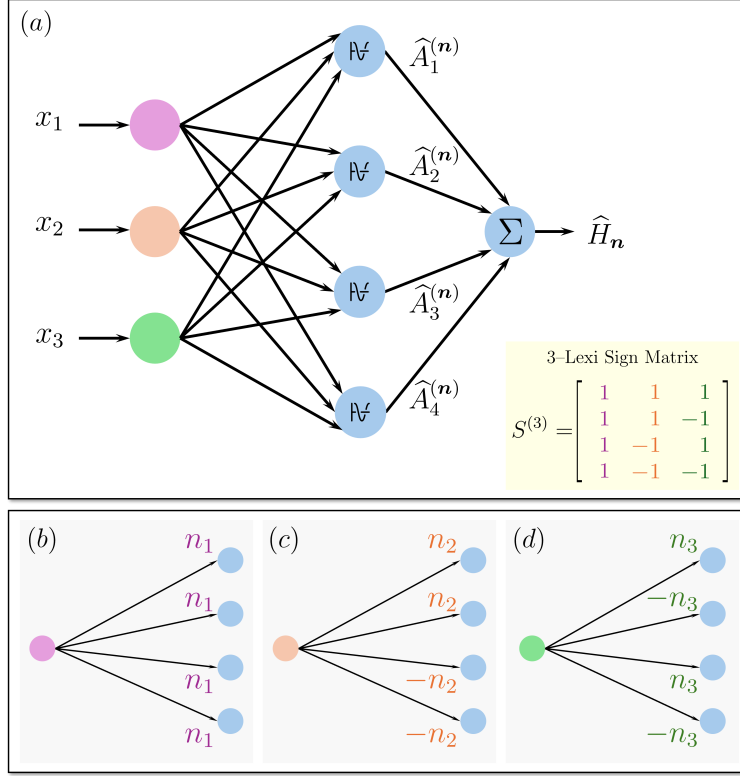 (a)
x₁
x₂
x₃
Â₁⁽ⁿ⁾
Â₂⁽ⁿ⁾
Â₃⁽ⁿ⁾
Â₄⁽ⁿ⁾
Σ
Ĥₙ
3–Lexi Sign Matrix
S⁽³⁾ =
1 1 1
1 1 −1
1 −1 1
1 −1 −1
(b)
n₁
n₁
n₁
n₁
(c)
n₂
n₂
−n₂
−n₂
(d)
n₃
−n₃
n₃
−n₃